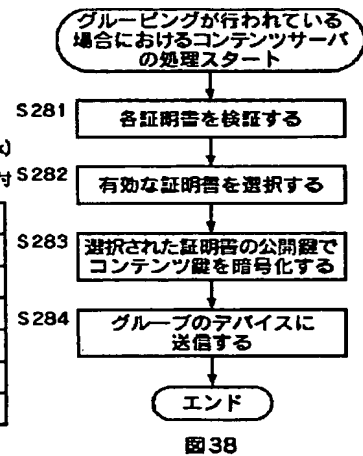 グルーピングが行われている
場合におけるコンテンツサーバ
の処理スタート
S281
各証明書を検証する
付 S282
有効な証明書を選択する
S283
選択された証明書の公開鍵で
コンテンツ鍵を暗号化する
S284
グループのデバイスに
送信する
エンド
図38